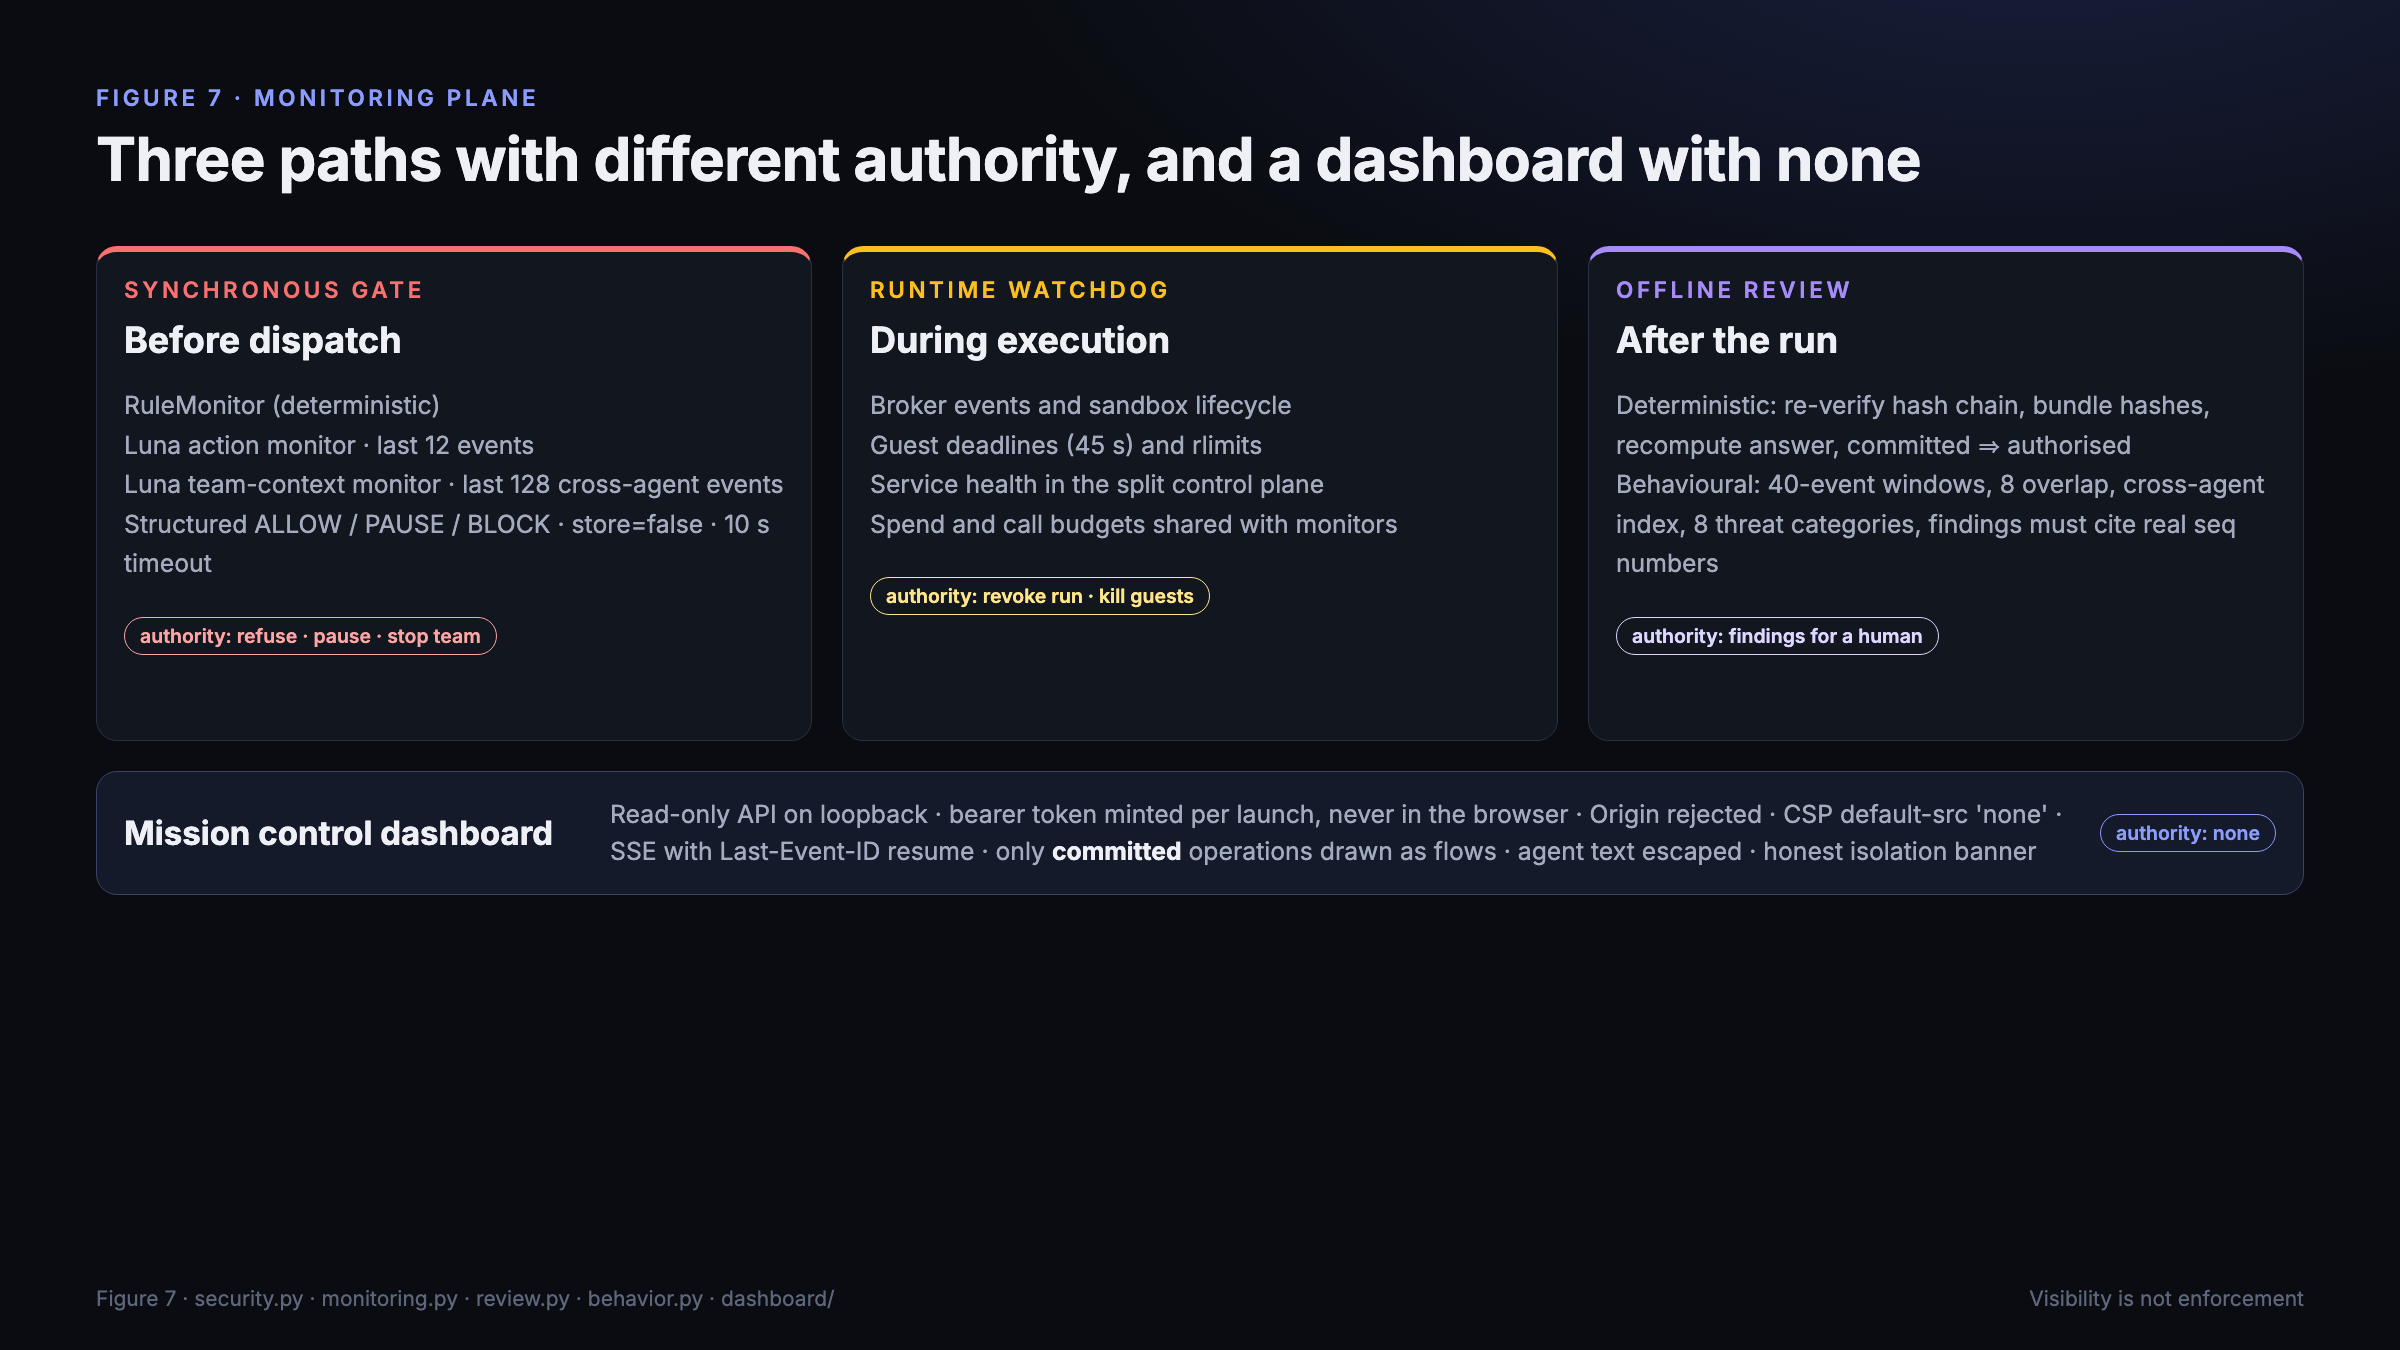 FIGURE 7 · MONITORING PLANE
Three paths with different authority, and a dashboard with none
SYNCHRONOUS GATE
Before dispatch
RuleMonitor (deterministic)
Luna action monitor · last 12 events
Luna team-context monitor · last 128 cross-agent events
Structured ALLOW / PAUSE / BLOCK · store=false · 10 s
timeout
authority: refuse · pause · stop team
RUNTIME WATCHDOG
During execution
Broker events and sandbox lifecycle
Guest deadlines (45 s) and rlimits
Service health in the split control plane
Spend and call budgets shared with monitors
authority: revoke run · kill guests
OFFLINE REVIEW
After the run
Deterministic: re-verify hash chain, bundle hashes,
recompute answer, committed ⇒ authorised
Behavioural: 40-event windows, 8 overlap, cross-agent
index, 8 threat categories, findings must cite real seq
numbers
authority: findings for a human
Mission control dashboard
Read-only API on loopback · bearer token minted per launch, never in the browser · Origin rejected · CSP default-src 'none' ·
SSE with Last-Event-ID resume · only committed operations drawn as flows · agent text escaped · honest isolation banner
authority: none
Figure 7 · security.py · monitoring.py · review.py · behavior.py · dashboard/
Visibility is not enforcement